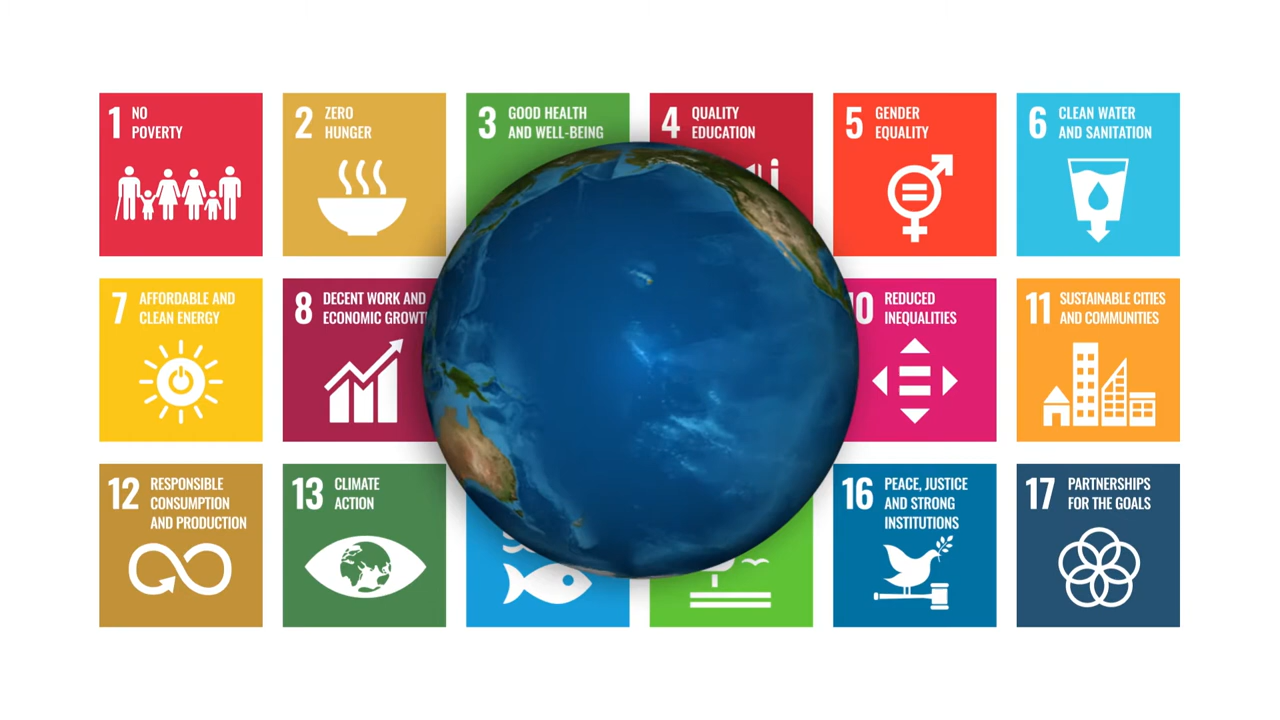 1 NO
POVERTY
2 ZERO
HUNGER
3 GOOD HEALTH
AND WELL-BEING
4 QUALITY
EDUCATION
5 GENDER
EQUALITY
6 CLEAN WATER
AND SANITATION
7 AFFORDABLE AND
CLEAN ENERGY
8 DECENT WORK AND
ECONOMIC GROWT
10 REDUCED
INEQUALITIES
11 SUSTAINABLE CITIES
AND COMMUNITIES
12 RESPONSIBLE
CONSUMPTION
AND PRODUCTION
13 CLIMATE
ACTION
16 PEACE, JUSTICE
AND STRONG
INSTITUTIONS
17 PARTNERSHIPS
FOR THE GOALS